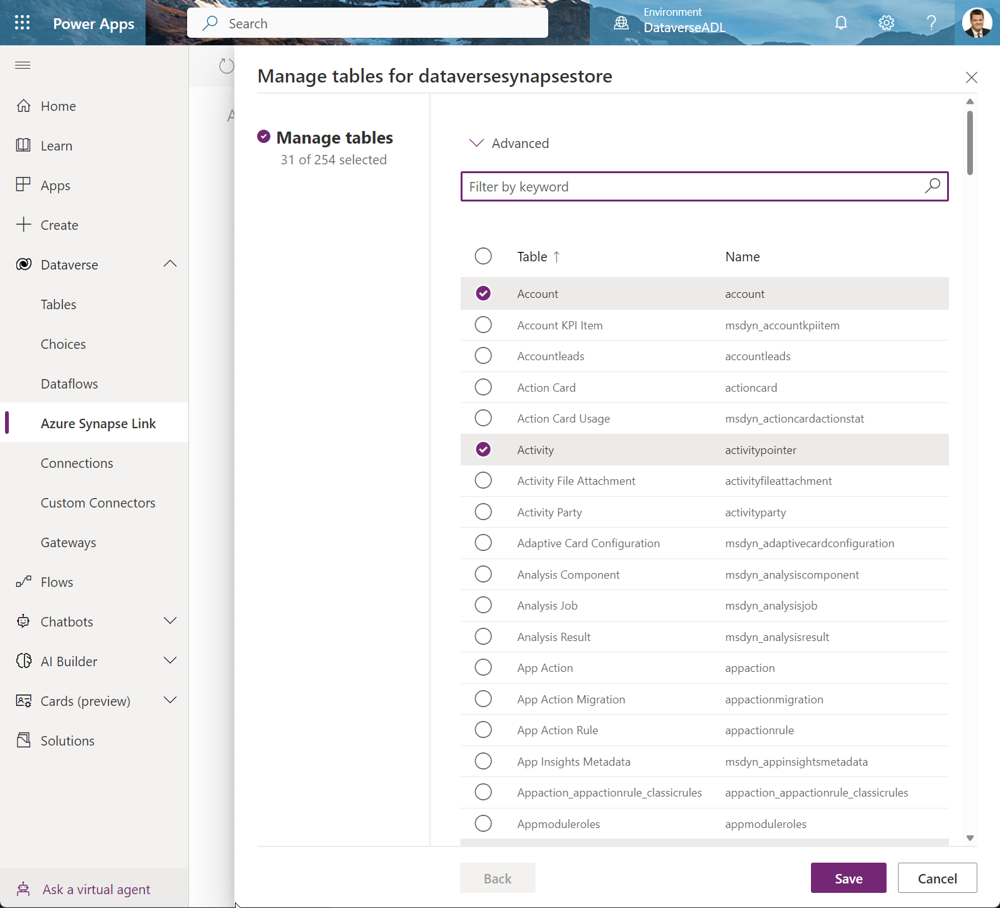 Power Apps
Search
Environment
DataverseADL
Home
Learn
Apps
Create
Dataverse
Tables
Choices
Dataflows
Azure Synapse Link
Connections
Custom Connectors
Gateways
Flows
Chatbots
AI Builder
Cards (preview)
Solutions
Ask a virtual agent
A
Manage tables for dataversesynapsestore
Manage tables
31 of 254 selected
Advanced
Filter by keyword
Table ↑ Name
Account account
Account KPI Item msdyn_accountkpiitem
Accountleads accountleads
Action Card actioncard
Action Card Usage msdyn_actioncardactionstat
Activity activitypointer
Activity File Attachment activityfileattachment
Activity Party activityparty
Adaptive Card Configuration msdyn_adaptivecardconfiguration
Analysis Component msdyn_analysiscomponent
Analysis Job msdyn_analysisjob
Analysis Result msdyn_analysisresult
App Action appaction
App Action Migration appactionmigration
App Action Rule appactionrule
App Insights Metadata msdyn_appinsightsmetadata
Appaction_appactionrule_classicrules appaction_appactionrule_classicrules
Appmoduleroles appmoduleroles
Back
Save
Cancel